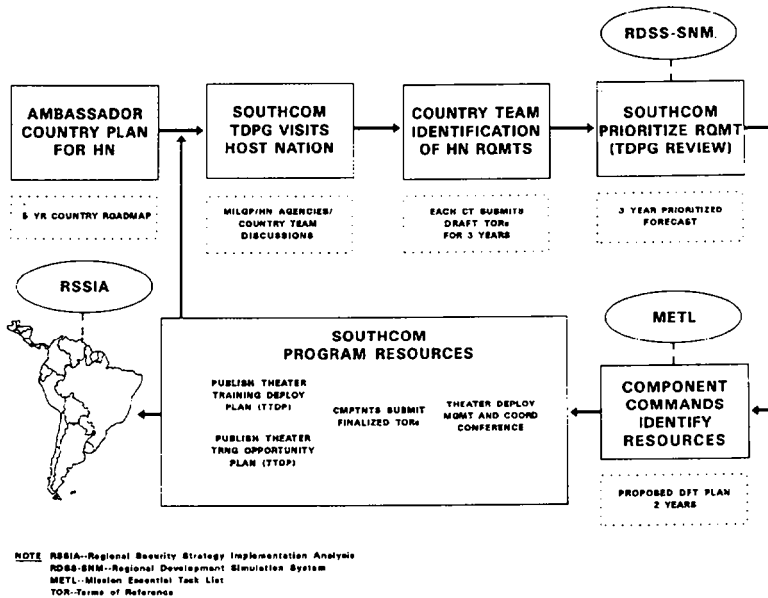 RDSS-SNM
AMBASSADOR
COUNTRY PLAN
FOR HN
SOUTHCOM
TDPG VISITS
HOST NATION
COUNTRY TEAM
IDENTIFICATION
OF HN RQMTS
SOUTHCOM
PRIORITIZE RQMT
(TDPG REVIEW)
5 YR COUNTRY ROADMAP
MILGP/HN AGENCIES/
COUNTRY TEAM
DISCUSSIONS
EACH CT SUBMITS
DRAFT TORs
FOR 3 YEARS
3 YEAR PRIORITIZED
FORECAST
RSSIA
SOUTHCOM
PROGRAM RESOURCES
PUBLISH THEATER
TRAINING DEPLOY
PLAN (TTDP)
PUBLISH THEATER
TRNG OPPORTUNITY
PLAN (TTDP)
CMPTNTS SUBMIT
FINALIZED TORs
THEATER DEPLOY
MGMT AND COORD
CONFERENCE
METL
COMPONENT
COMMANDS
IDENTIFY
RESOURCES
PROPOSED DFT PLAN
2 YEARS
NOTE RSSIA--Regional Security Strategy Implementation Analysis
RDSS-SNM--Regional Development Simulation System
METL--Mission Essential Task List
TOR--Terms of Reference